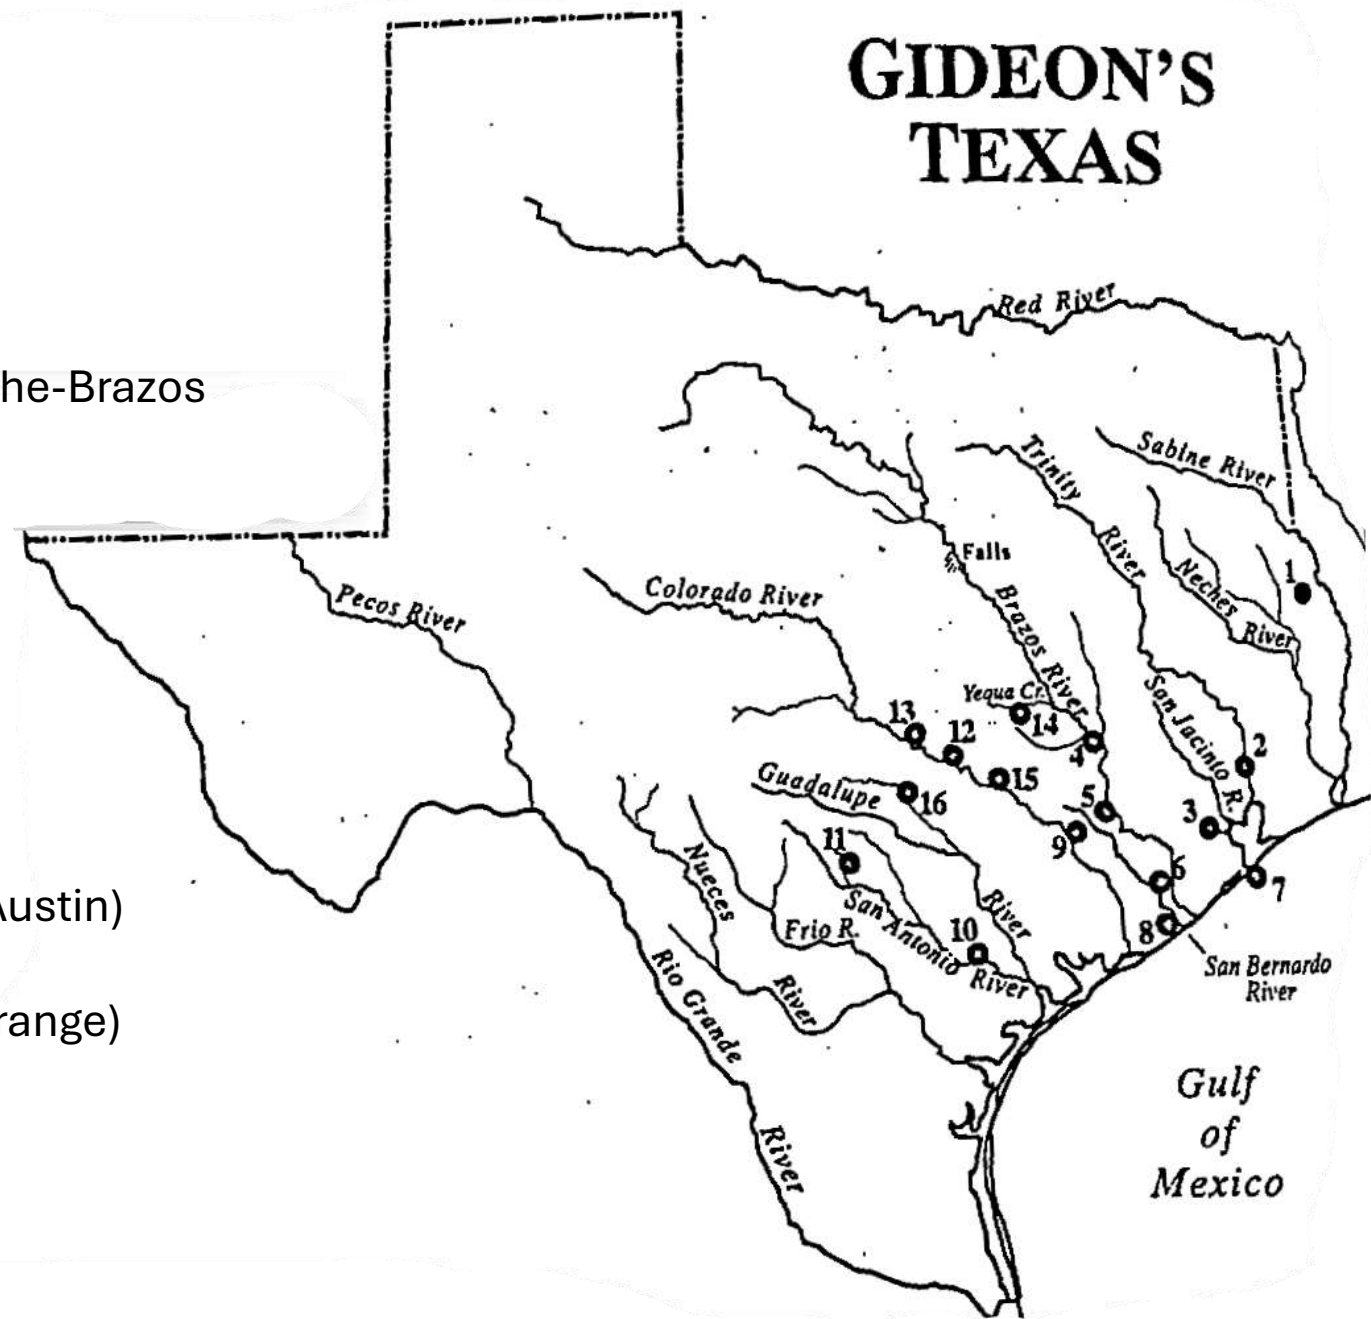 GIDEON'S
TEXAS
Red River
he-Brazos
Sabine River
Trinity
River
Falls
Neches
River
1
Pecos River
Colorado River
Brazos River
Yequa Cr.
San Jacinto R.
13
12
14
4
2
15
Guadalupe
16
5
3
9
11
Nueces
6
7
San Antonio
River
10
River
8
Austin)
Frio R.
San Bernardo
River
Rio Grande
River
River
range)
Gulf
of
Mexico